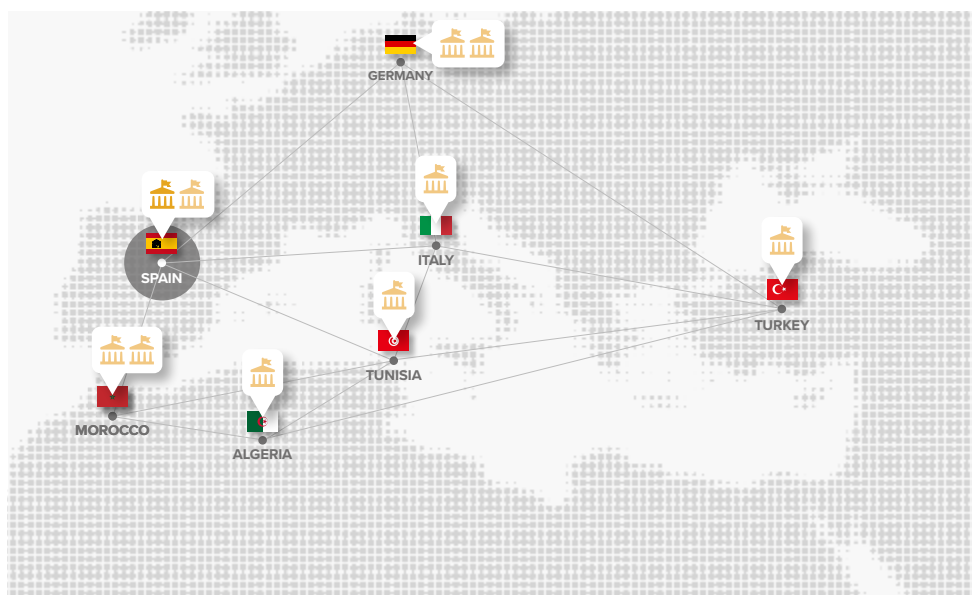 GERMANY
SPAIN
ITALY
TURKEY
TUNISIA
MOROCCO
ALGERIA